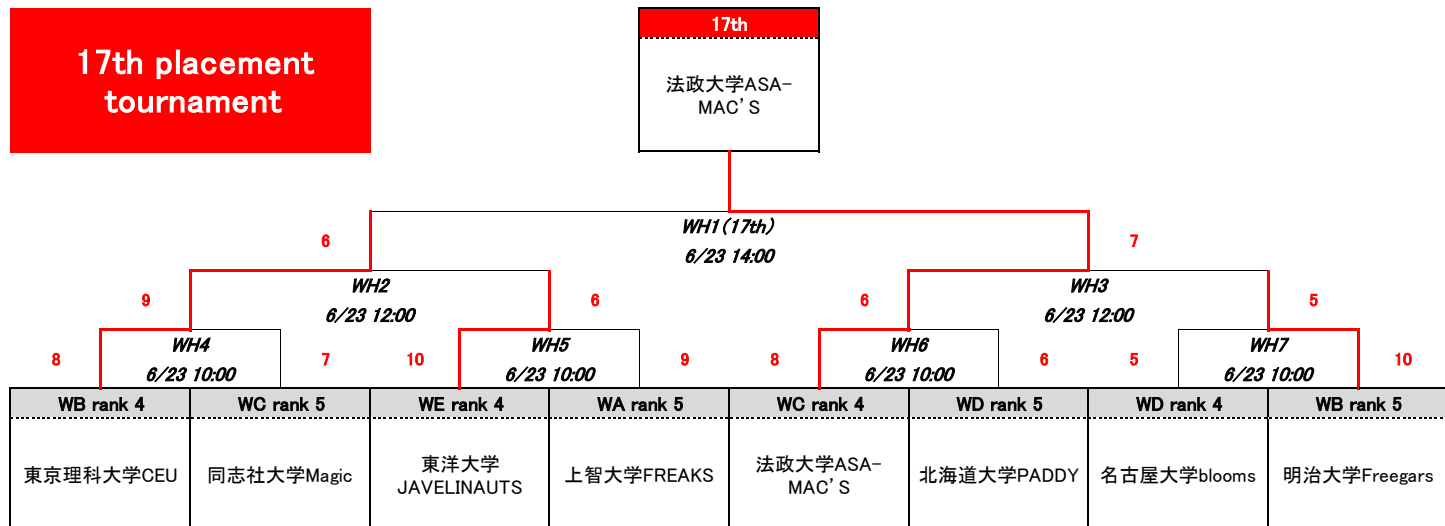 17th placement
tournament
17th
法政大学ASA-
MAC'S
WH1(17th)
6/23 14:00
6
7
WH2
6/23 12:00
9
6
WH3
6/23 12:00
6
5
WH4
6/23 10:00
8
7
WH5
6/23 10:00
10
9
WH6
6/23 10:00
8
6
WH7
6/23 10:00
5
10
WB rank 4
WC rank 5
WE rank 4
WA rank 5
WC rank 4
WD rank 5
WD rank 4
WB rank 5
東京理科大学CEU
同志社大学Magic
東洋大学
JAVELINAUTS
上智大学FREAKS
法政大学ASA-
MAC'S
北海道大学PADDY
名古屋大学blooms
明治大学Freegars